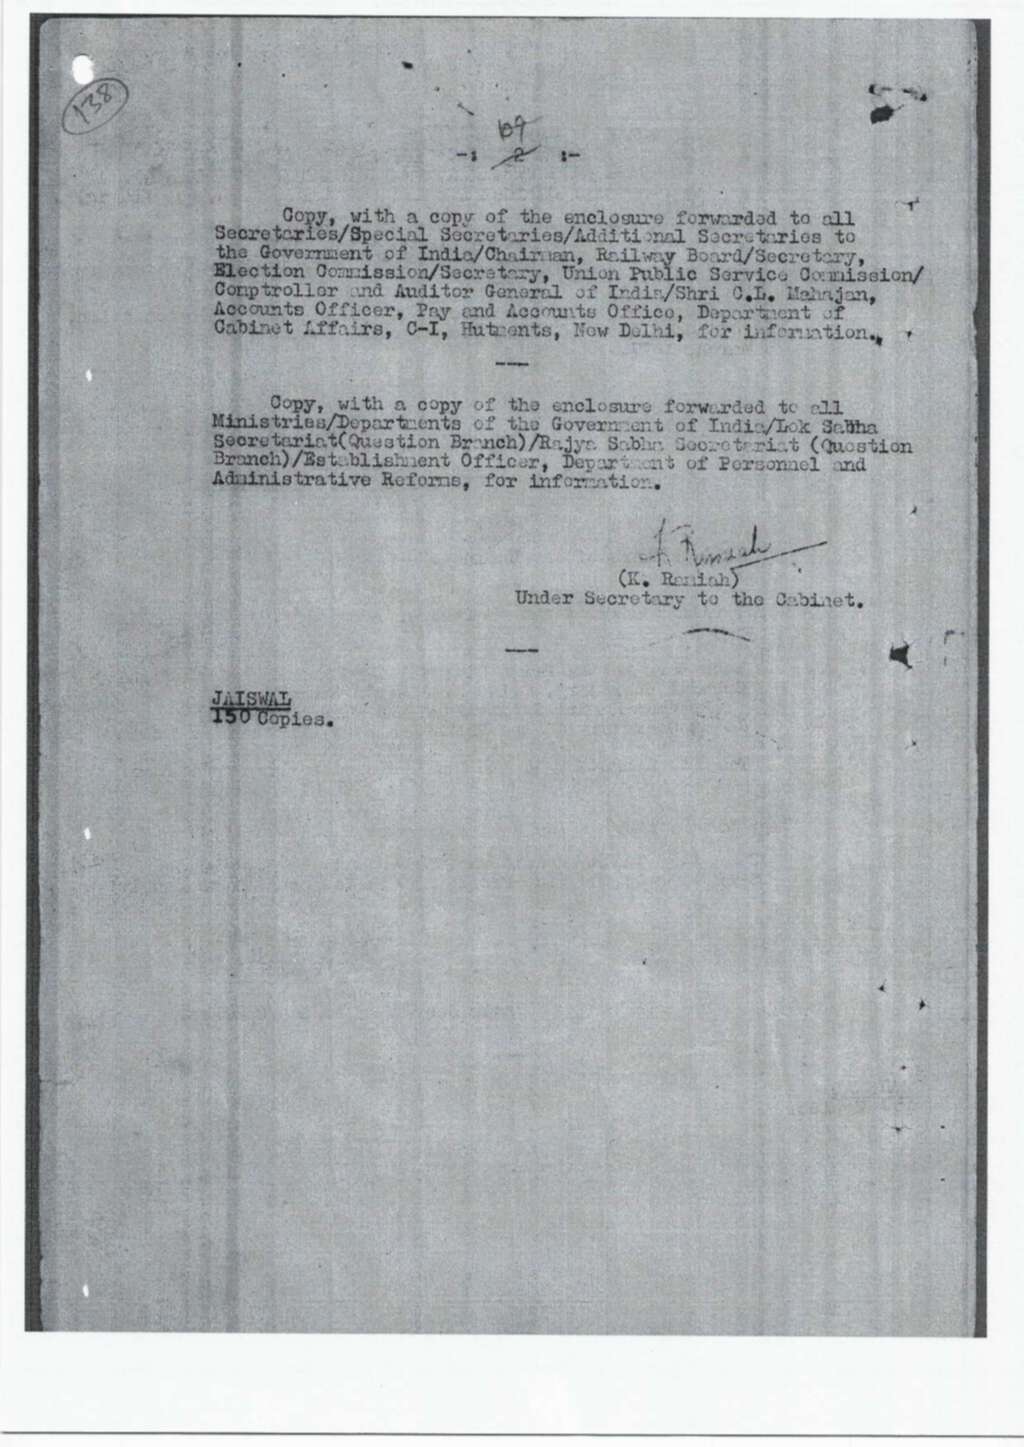 138
109
-: 2 :-
Copy, with a copy of the enclosure forwarded to all
Secretaries/Special Secretaries/Additional Secretaries to
the Government of India/Chairman, Railway Board/Secretary,
Election Commission/Secretary, Union Public Service Commission/
Comptroller and Auditor General of India/Shri C.L. Mahajan,
Accounts Officer, Pay and Accounts Office, Department of
Cabinet Affairs, C-I, Hutments, New Delhi, for information.
Copy, with a copy of the enclosure forwarded to all
Ministries/Departments of the Government of India/Lok Sabha
Secretariat(Question Branch)/Rajya Sabha Secretariat (Question
Branch)/Establishment Officer, Department of Personnel and
Administrative Reforms, for information.
K Ramiah
(K. Ramiah)
Under Secretary to the Cabinet.
JAISWAL
150 Copies.